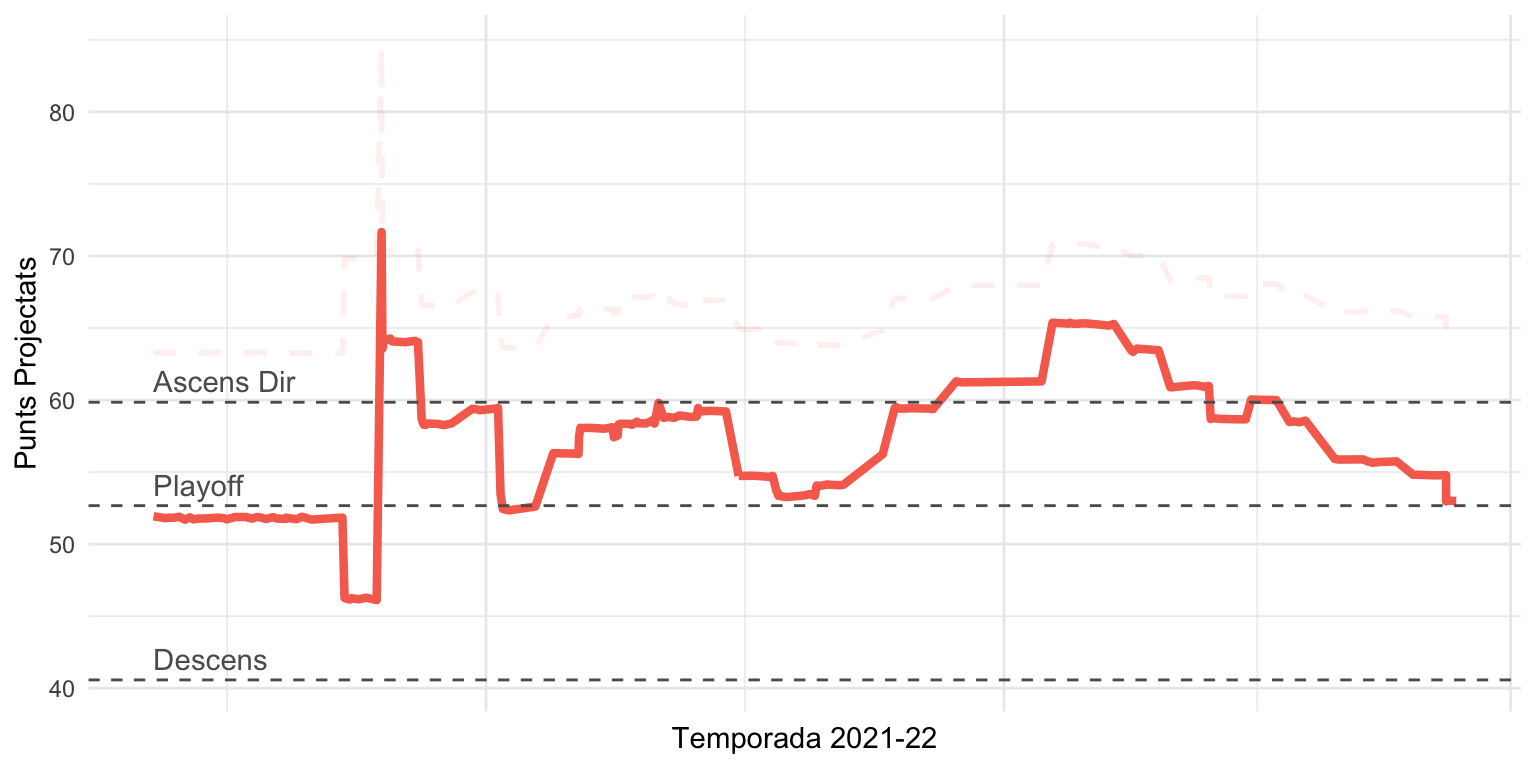 80
70
60
50
40
Punts Projectats
Ascens Dir
Playoff
Descens
Temporada 2021-22